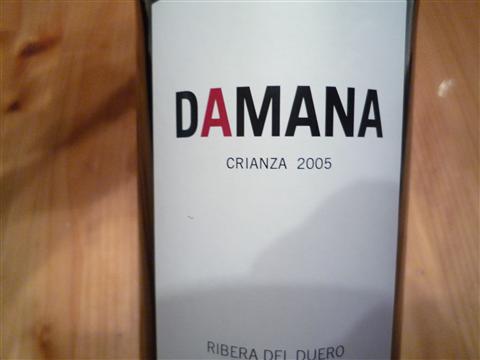 DAMANA
CRIANZA 2005
RIBERA DEL DUERO